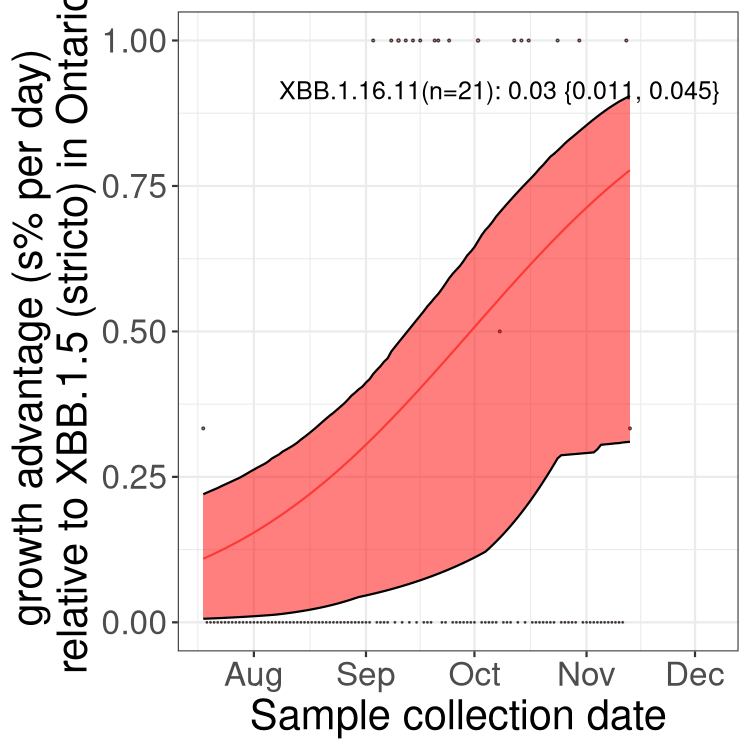 growth advantage (s% per day)
relative to XBB.1.5 (stricto) in Ontario
1.00
0.75
0.50
0.25
0.00
XBB.1.16.11(n=21): 0.03 {0.011, 0.045}
Aug Sep Oct Nov Dec
Sample collection date